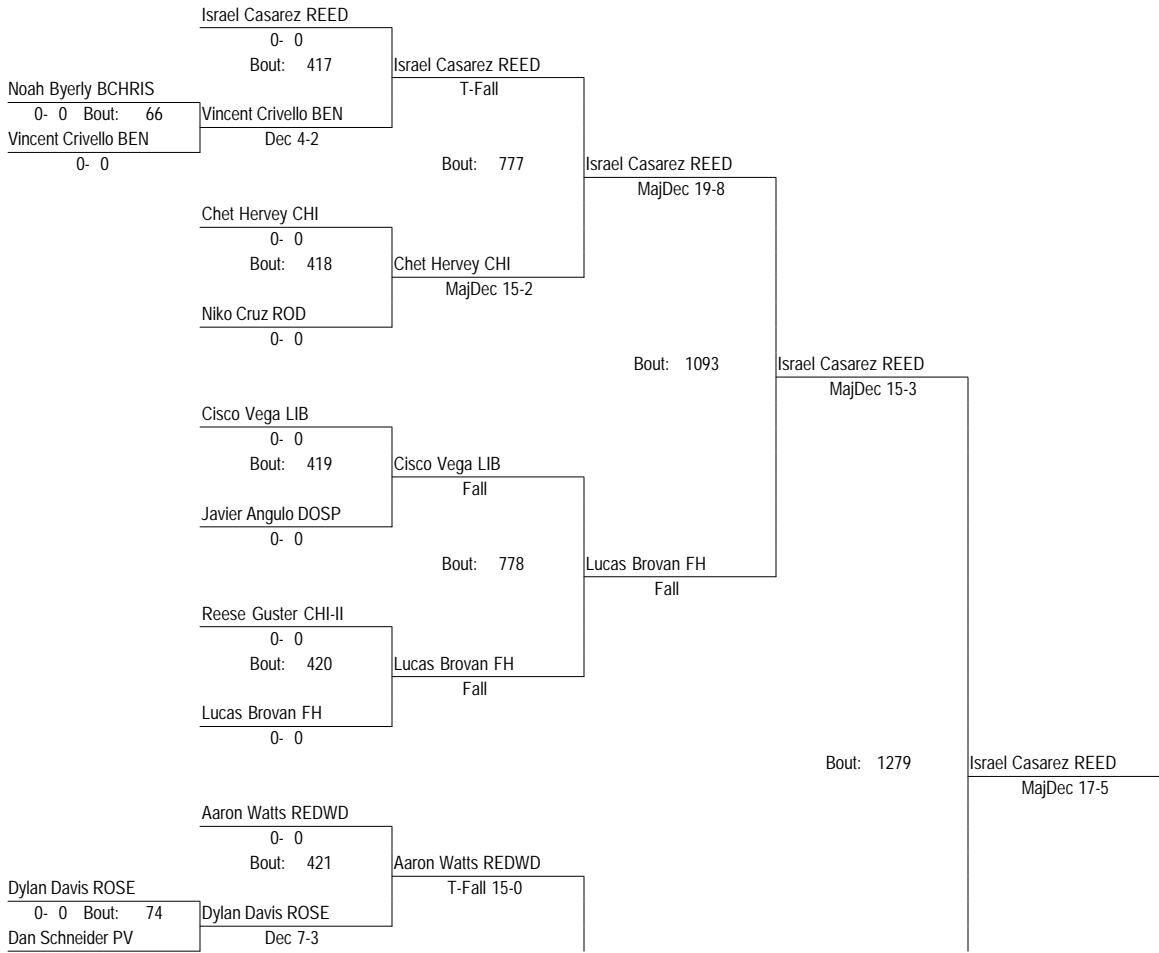 Israel Casarez REED
0- 0
Bout: 417
Israel Casarez REED
T-Fall
Noah Byerly BCHRIS
0- 0 Bout: 66
Vincent Crivello BEN
Dec 4-2
Vincent Crivello BEN
0- 0
Bout: 777
Israel Casarez REED
MajDec 19-8
Chet Hervey CHI
0- 0
Bout: 418
Chet Hervey CHI
MajDec 15-2
Niko Cruz ROD
0- 0
Bout: 1093
Israel Casarez REED
MajDec 15-3
Cisco Vega LIB
0- 0
Bout: 419
Cisco Vega LIB
Fall
Javier Angulo DOSP
0- 0
Bout: 778
Lucas Brovan FH
Fall
Reese Guster CHI-II
0- 0
Bout: 420
Lucas Brovan FH
Fall
Lucas Brovan FH
0- 0
Bout: 1279
Israel Casarez REED
MajDec 17-5
Aaron Watts REDWD
0- 0
Bout: 421
Aaron Watts REDWD
T-Fall 15-0
Dylan Davis ROSE
0- 0 Bout: 74
Dylan Davis ROSE
Dec 7-3
Dan Schneider PV